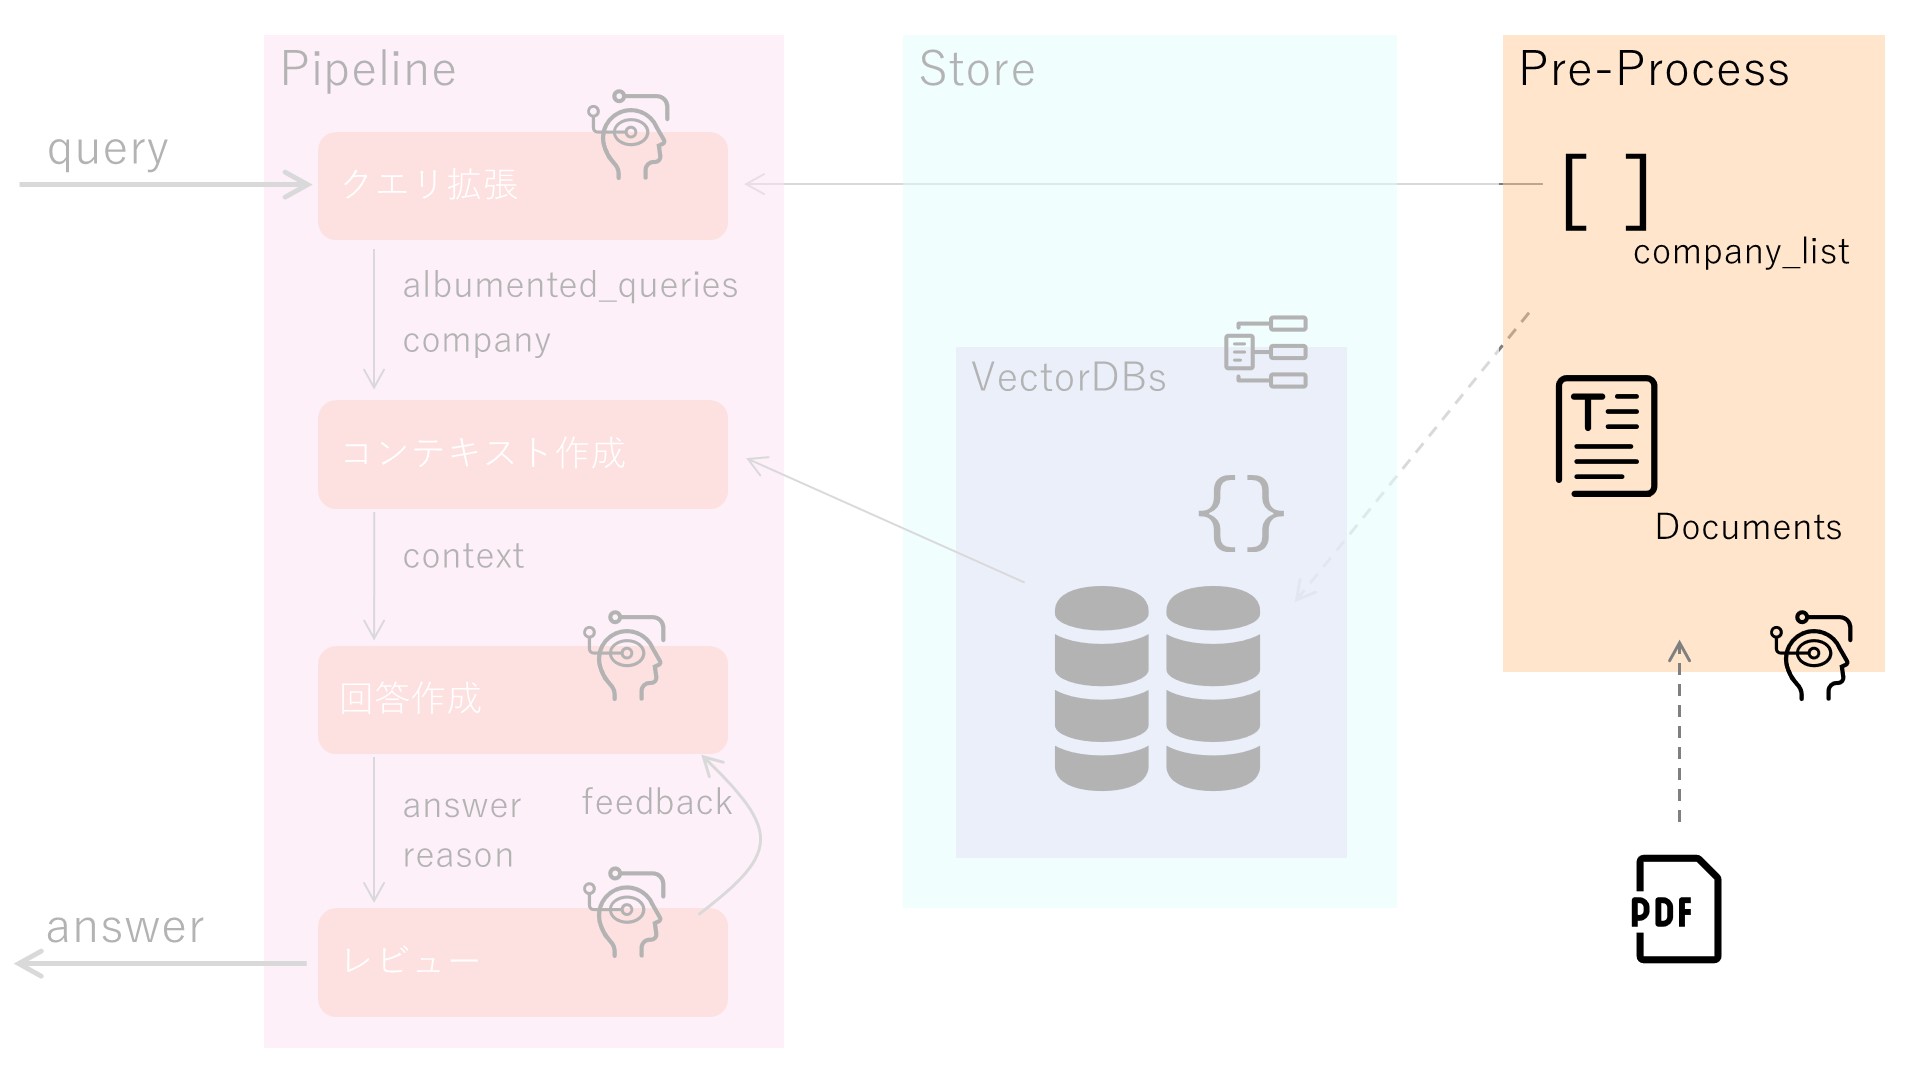 Pipeline
query
クエリ拡張
albumented_queries
company
コンテキスト作成
context
回答作成
answer
reason
feedback
レビュー
answer
Store
VectorDBs
{}
Pre-Process
[ ]
company_list
Documents
PDF